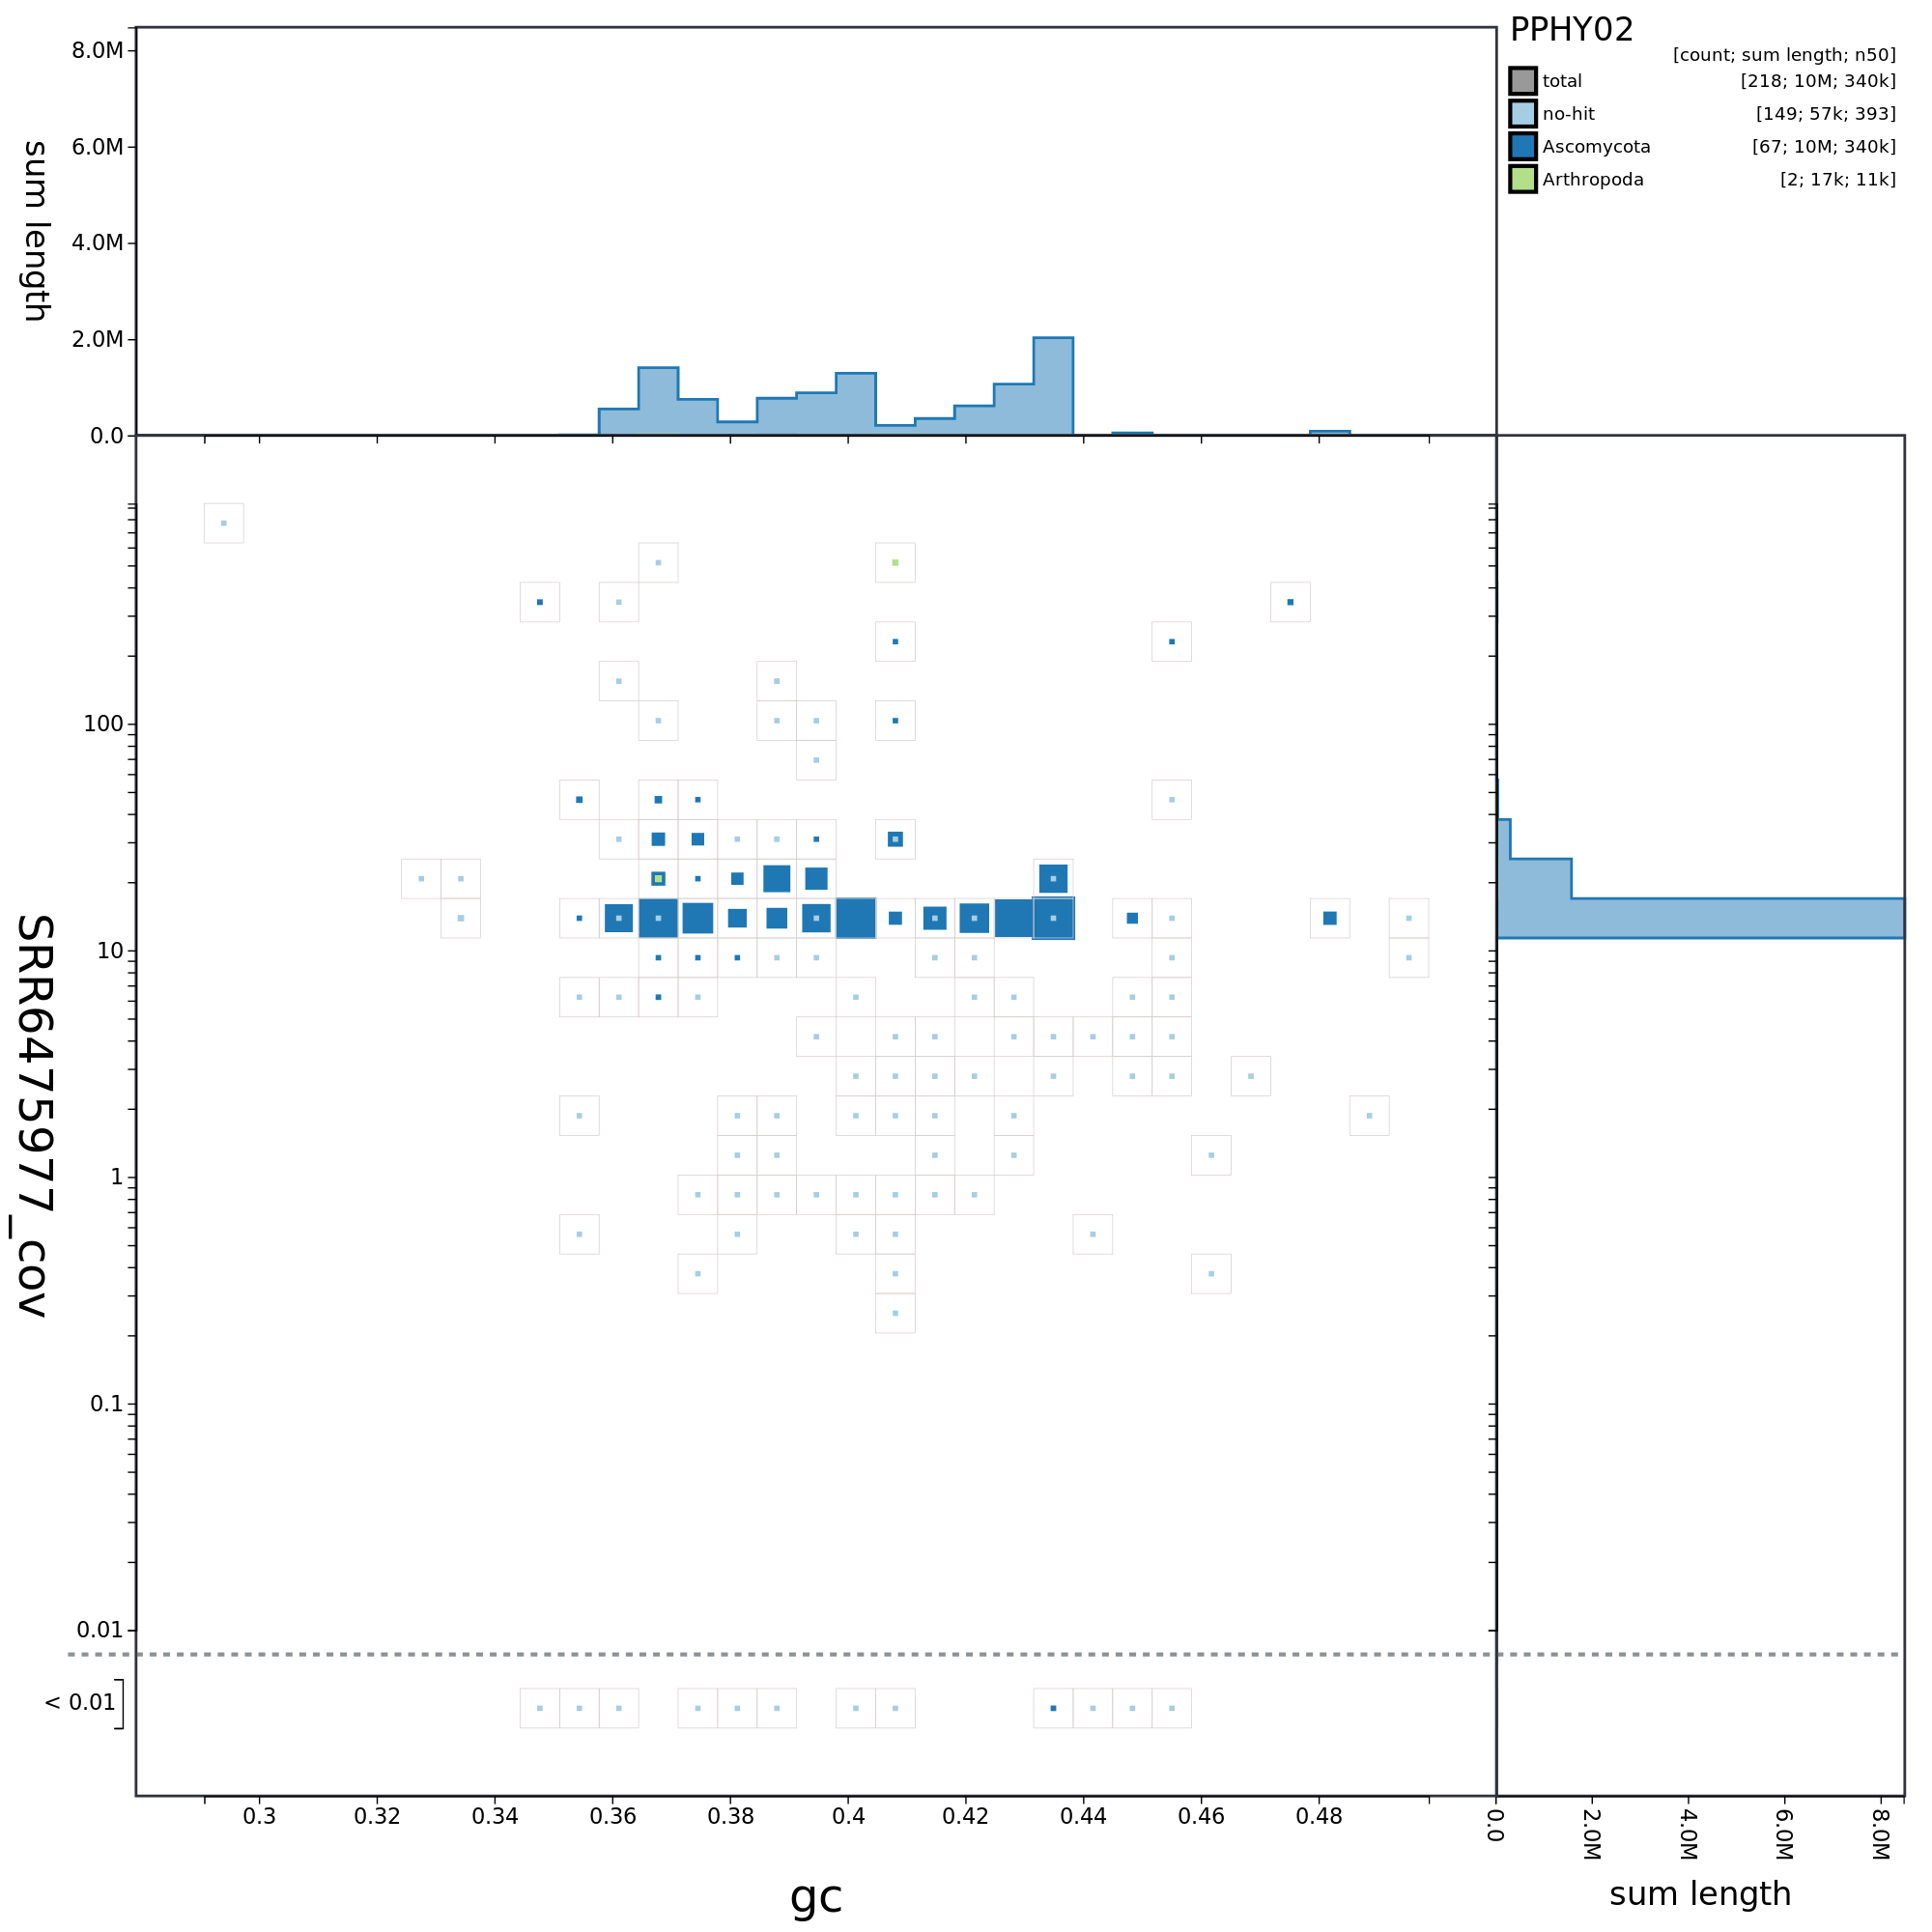 PPHY02
[count; sum length; n50]
total [218; 10M; 340k]
no-hit [149; 57k; 393]
Ascomycota [67; 10M; 340k]
Arthropoda [2; 17k; 11k]
sum length
8.0M
6.0M
4.0M
2.0M
0.0
SRR6475977_cov
100
10
1
0.1
0.01
< 0.01
0.3 0.32 0.34 0.36 0.38 0.4 0.42 0.44 0.46 0.48
gc
0.0 2.0M 4.0M 6.0M 8.0M
sum length